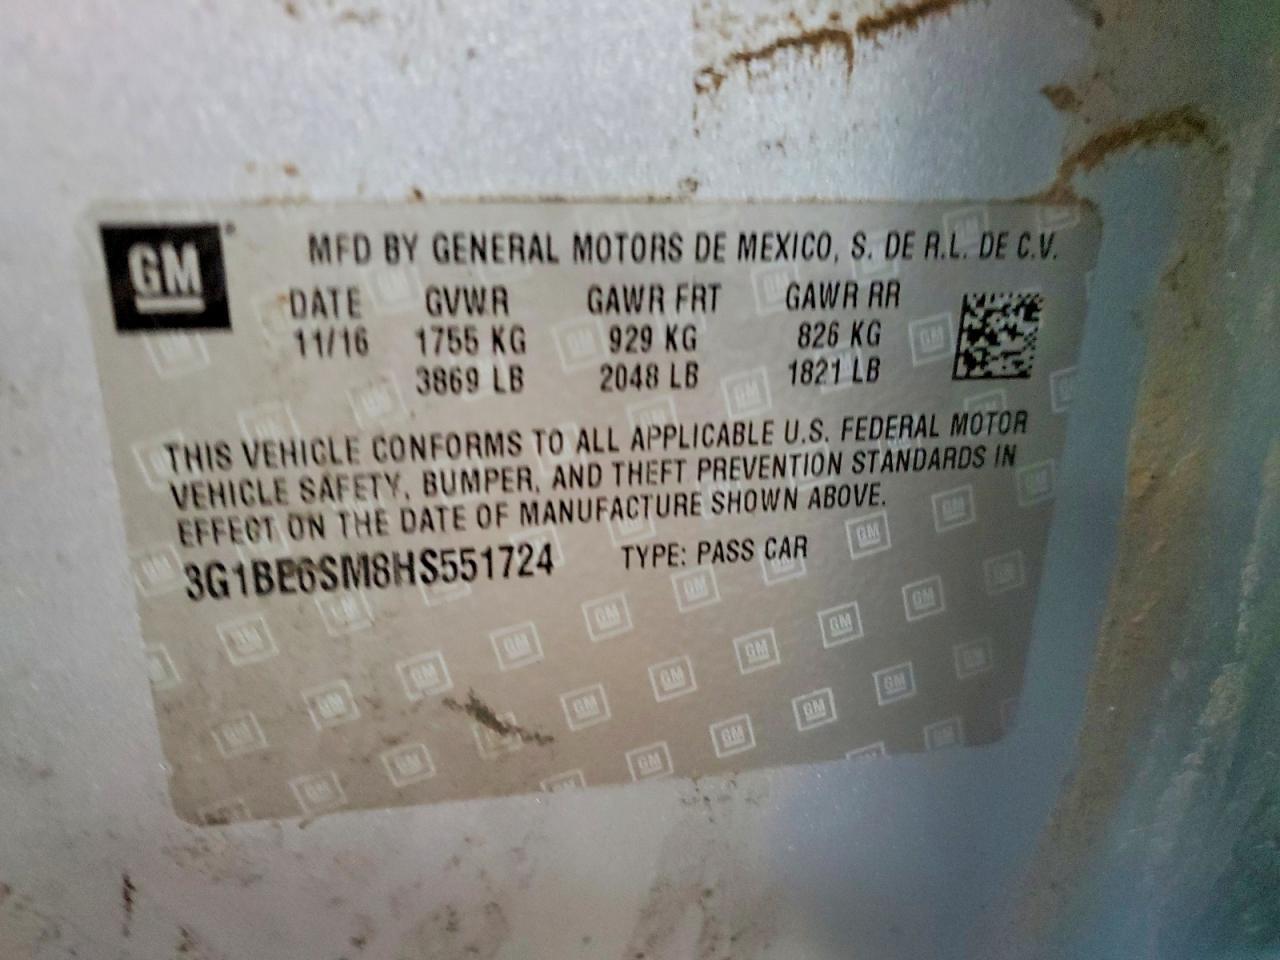 GM
MFD BY GENERAL MOTORS DE MEXICO, S. DE R.L. DE C.V.
DATE GVWR GAWR FRT GAWR RR
11/16 1755 KG 929 KG 826 KG
3869 LB 2048 LB 1821 LB
THIS VEHICLE CONFORMS TO ALL APPLICABLE U.S. FEDERAL MOTOR
VEHICLE SAFETY, BUMPER, AND THEFT PREVENTION STANDARDS IN
EFFECT ON THE DATE OF MANUFACTURE SHOWN ABOVE.
3G1BE6SM8HS551724 TYPE: PASS CAR